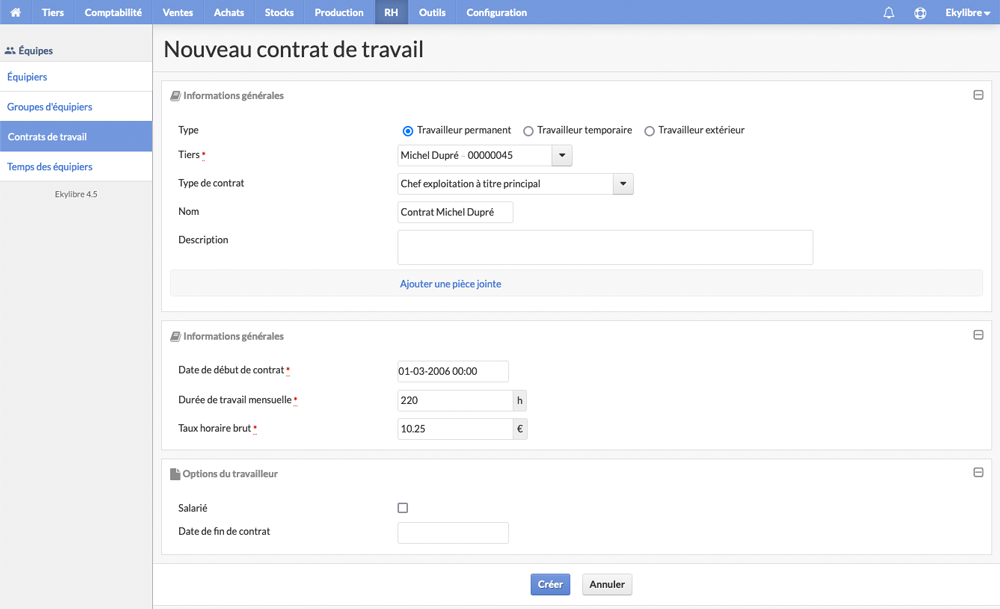 Tiers Comptabilité Ventes Achats Stocks Production RH Outils Configuration Ekylibre
Équipes
Équipiers
Groupes d'équipiers
Contrats de travail
Temps des équipiers
Ekylibre 4.5
Nouveau contrat de travail
Informations générales
Type Travailleur permanent Travailleur temporaire Travailleur extérieur
Tiers* Michel Dupré - 00000045
Type de contrat Chef exploitation à titre principal
Nom Contrat Michel Dupré
Description
Ajouter une pièce jointe
Informations générales
Date de début de contrat* 01-03-2006 00:00
Durée de travail mensuelle* 220 h
Taux horaire brut* 10.25 €
Options du travailleur
Salarié
Date de fin de contrat
Créer Annuler